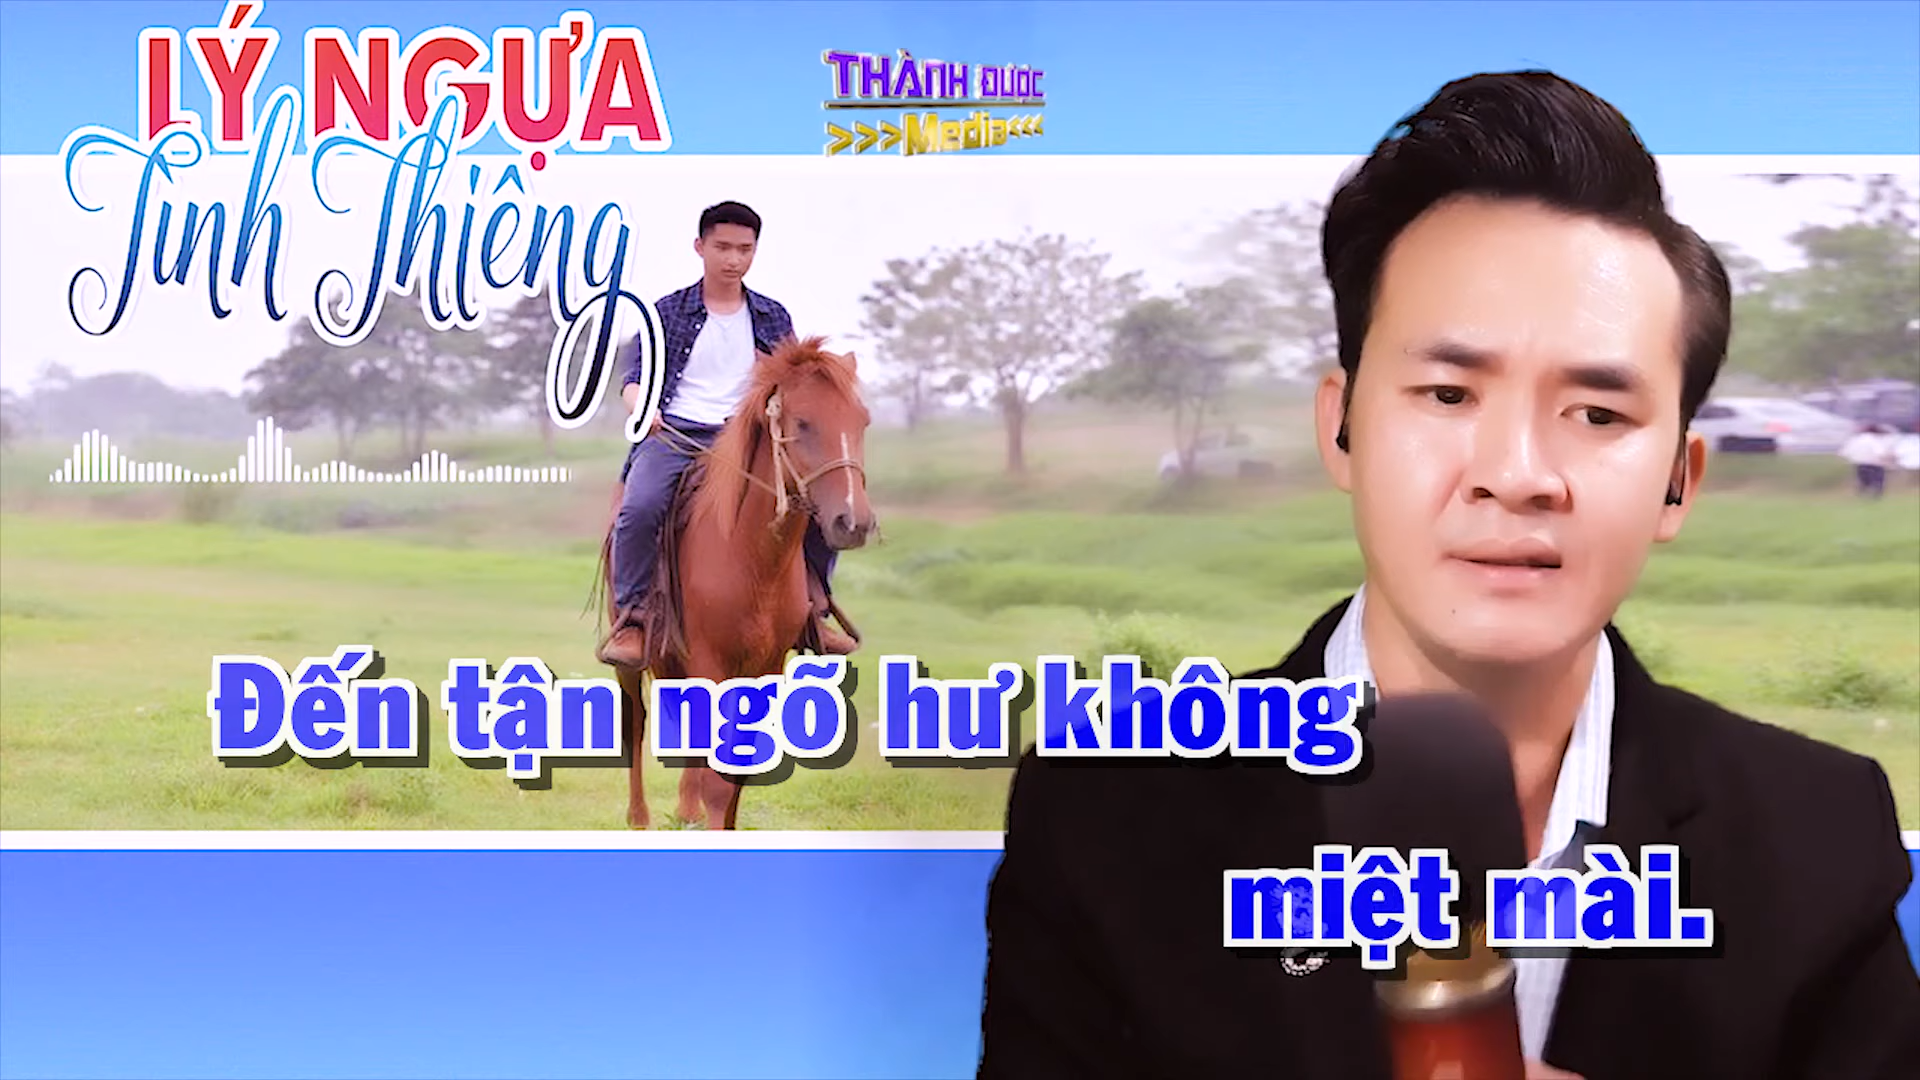 LÝ NGỰA
Tình Thiêng
THÀNH ĐƯỢC
>>>Media<<<
Đến tận ngõ hư không
miệt mài.